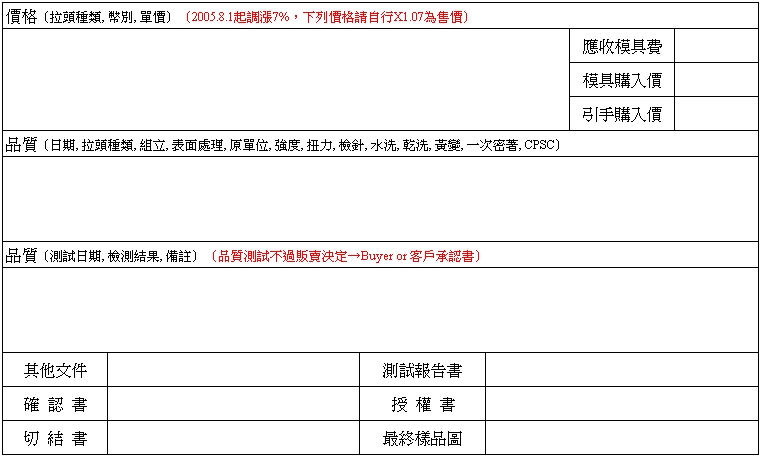 價格〔拉頭種類, 幣別, 單價〕〔2005.8.1起調漲7%，下列價格請自行X1.07為售價〕
應收模具費
模具購入價
引手購入價
品質〔日期, 拉頭種類, 組立, 表面處理, 原單位, 強度, 扭力, 檢針, 水洗, 乾洗, 黃變, 一次密著, CPSC〕
品質〔測試日期, 檢測結果, 備註〕〔品質測試不過販賣決定→Buyer or 客戶承認書〕
其他文件 測試報告書
確 認 書 授 權 書
切 結 書 最終樣品圖